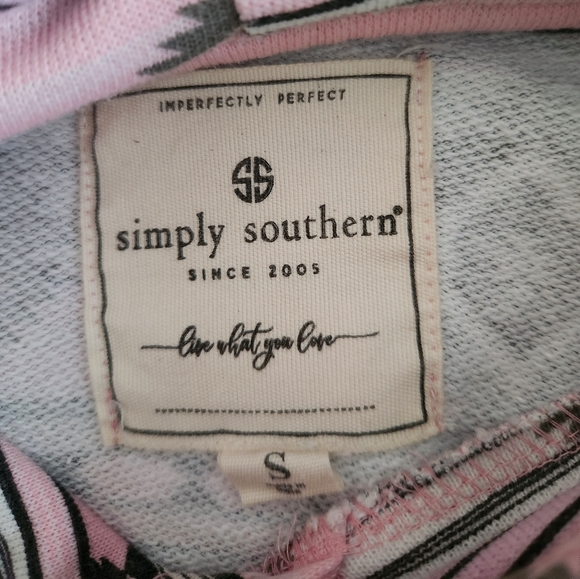 IMPERFECTLY PERFECT
SS
simply southern®
SINCE 2005
live what you love
S